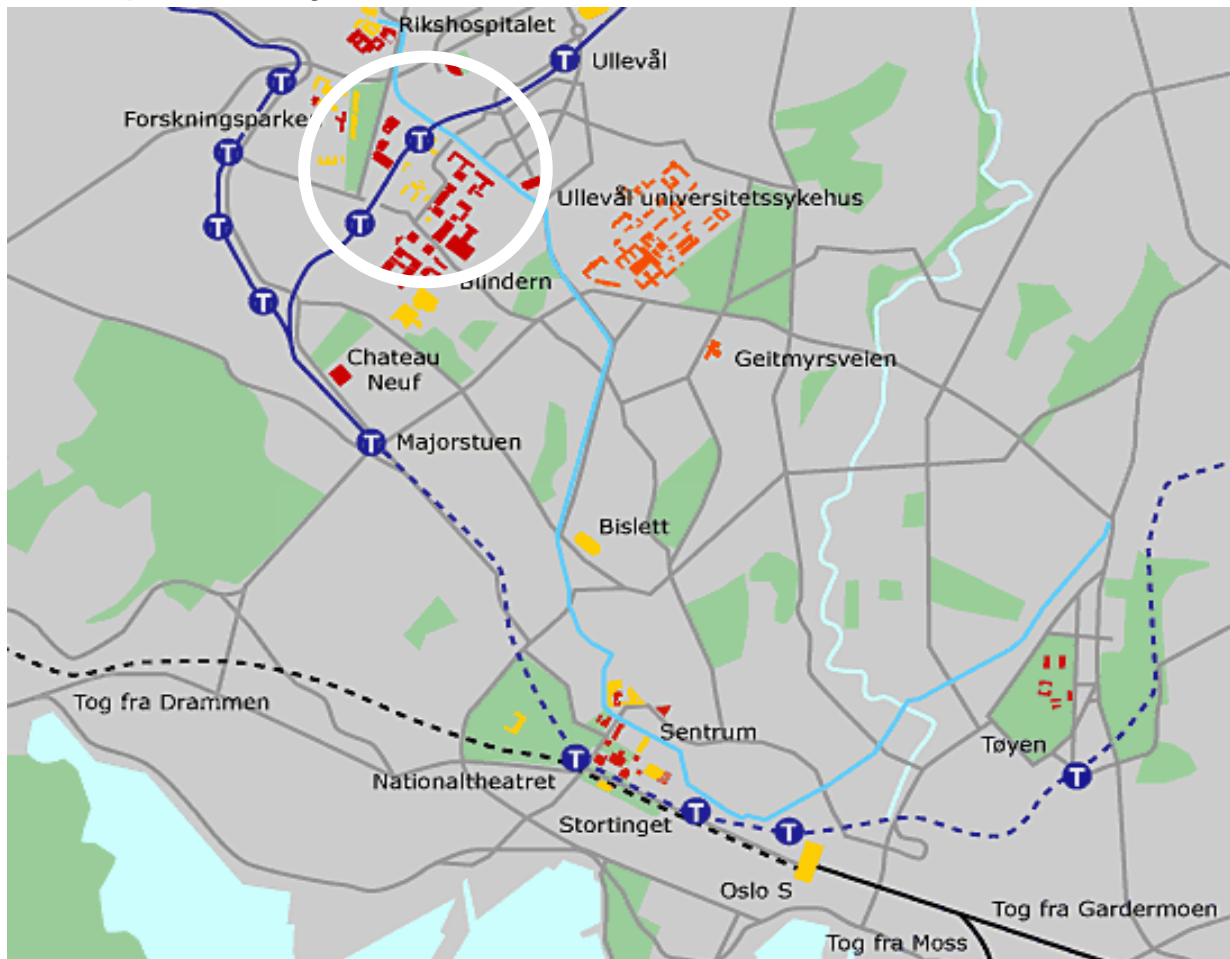 Rikshospitalet
T
Ullevål
T
Forskningsparken
T
T
Ullevål universitetssykehus
T
T
Blindern
T
Chateau
Neuf
Geitmyrsveien
T
Majorstuen
Bislett
Tog fra Drammen
Sentrum
Tøyen
T
Nationaltheatret
T
Stortinget
T
T
Oslo S
Tog fra Gardermoen
Tog fra Moss